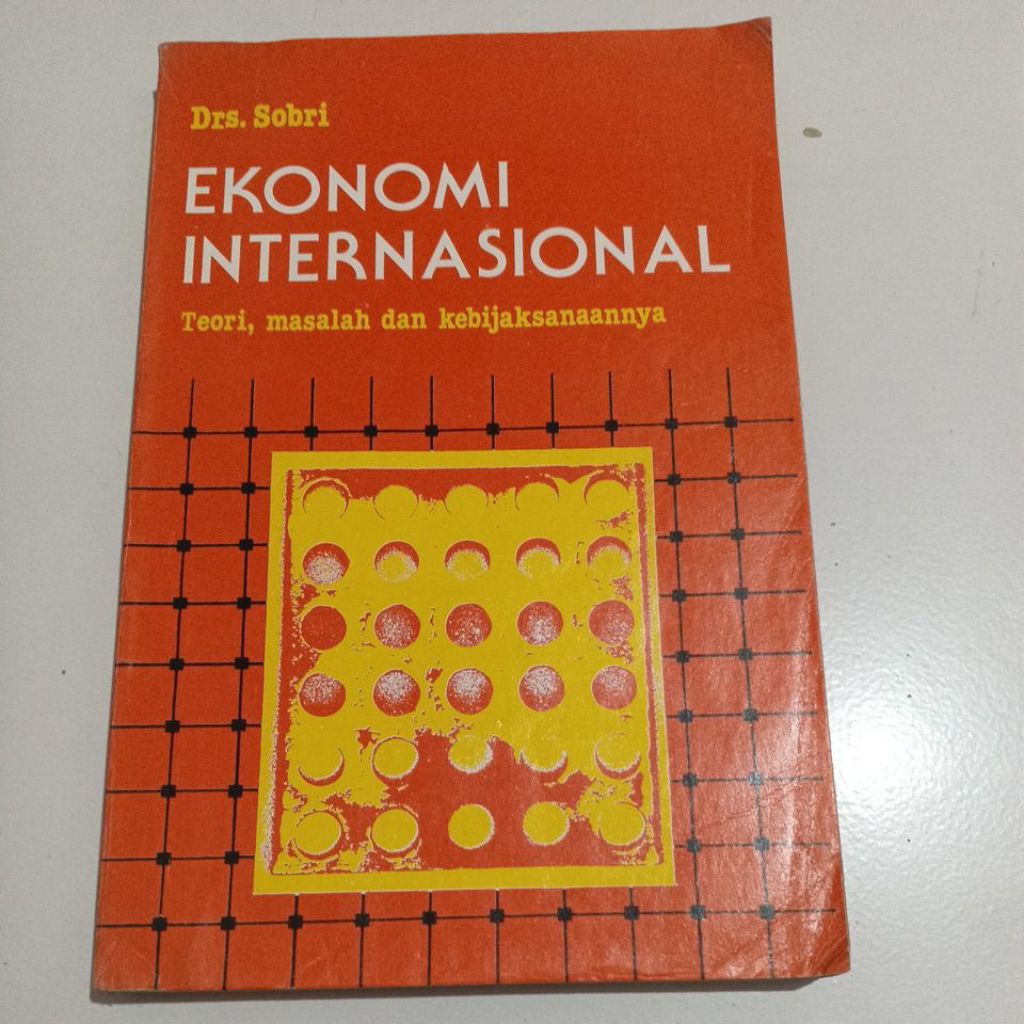 Drs. Sobri
EKONOMI
INTERNASIONAL
Teori, masalah dan kebijaksanaannya